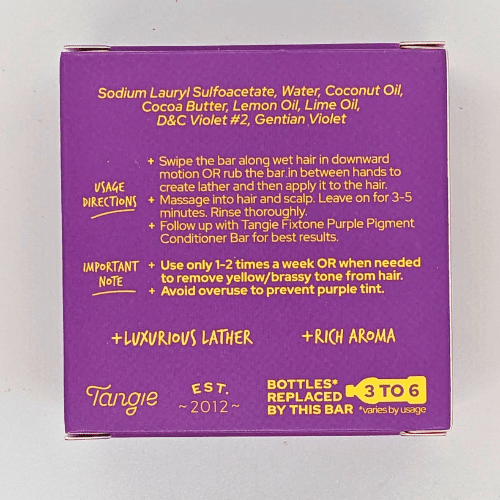 Sodium Lauryl Sulfoacetate, Water, Coconut Oil,
Cocoa Butter, Lemon Oil, Lime Oil,
D&C Violet #2, Gentian Violet
USAGE
DIRECTIONS
+ Swipe the bar along wet hair in downward
motion OR rub the bar.in between hands to
create lather and then apply it to the hair.
+ Massage into hair and scalp. Leave on for 3-5
minutes. Rinse thoroughly.
+ Follow up with Tangie Fixtone Purple Pigment
Conditioner Bar for best results.
IMPORTANT
NOTE
+ Use only 1-2 times a week OR when needed
to remove yellow/brassy tone from hair.
+ Avoid overuse to prevent purple tint.
+LUXURIOUS LATHER
+RICH AROMA
Tangie
EST.
~2012~
BOTTLES*
REPLACED
BY THIS BAR
3 TO 6
*varies by usage